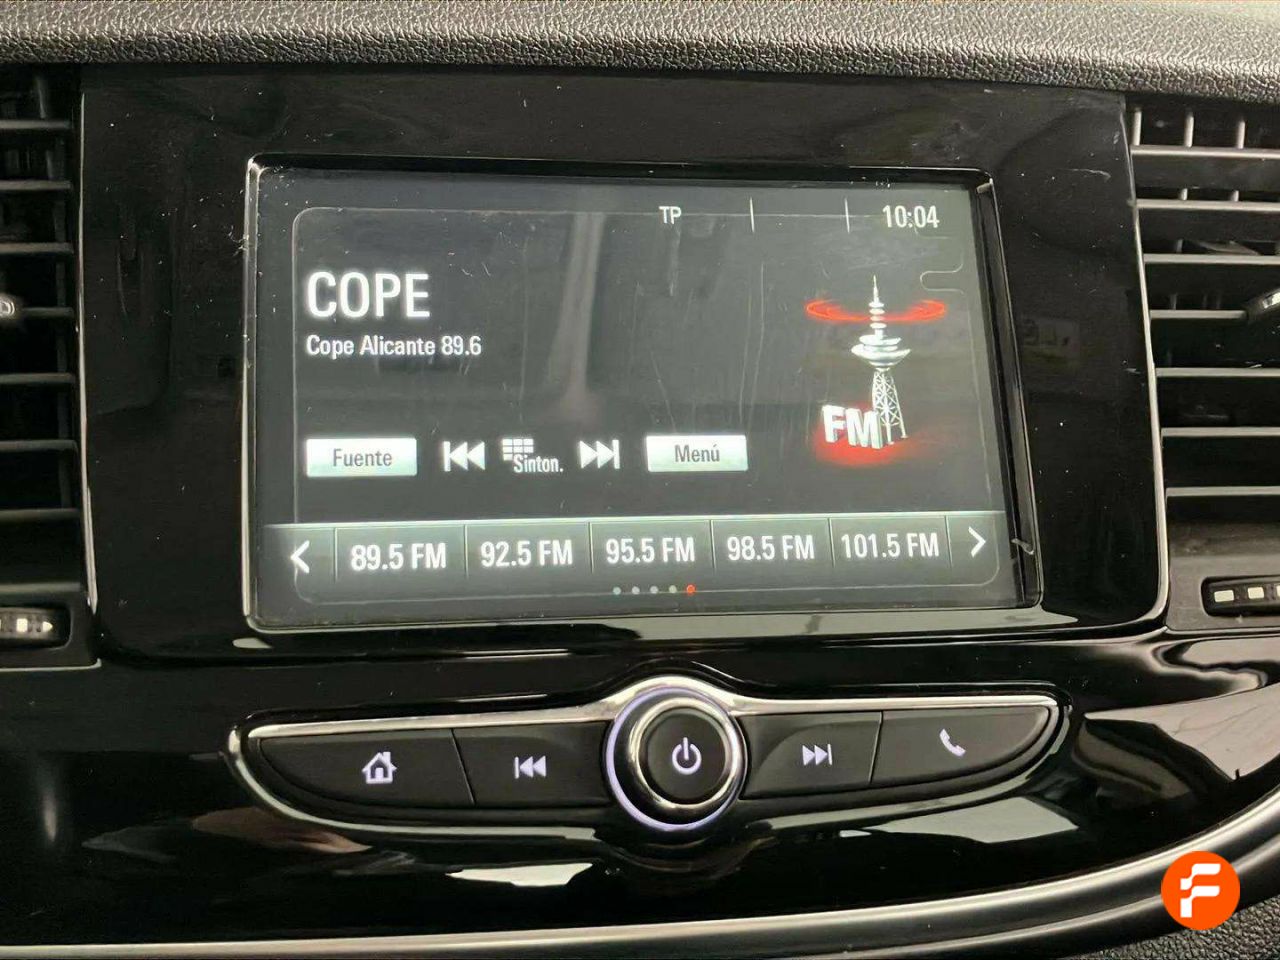 TP
10:04
COPE
Cope Alicante 89.6
FM
Fuente
Sinton.
Menú
89.5 FM
92.5 FM
95.5 FM
98.5 FM
101.5 FM